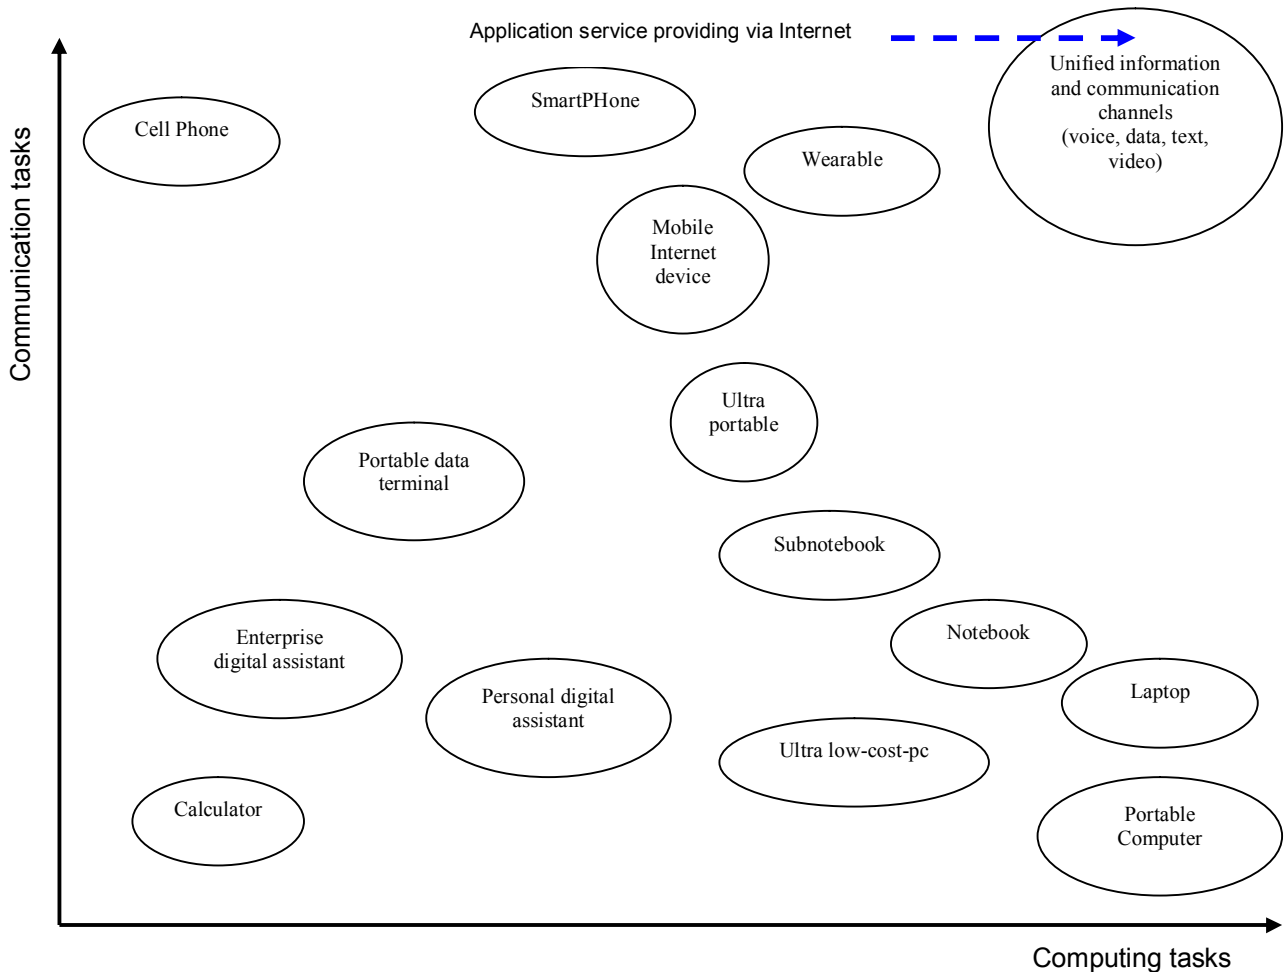 Application service providing via Internet
Unified information
and communication
channels
(voice, data, text,
video)
SmartPHone
Cell Phone
Wearable
Communication tasks
Mobile
Internet
device
Ultra
portable
Portable data
terminal
Subnotebook
Enterprise
digital assistant
Notebook
Personal digital
assistant
Laptop
Ultra low-cost-pc
Calculator
Portable
Computer
Computing tasks